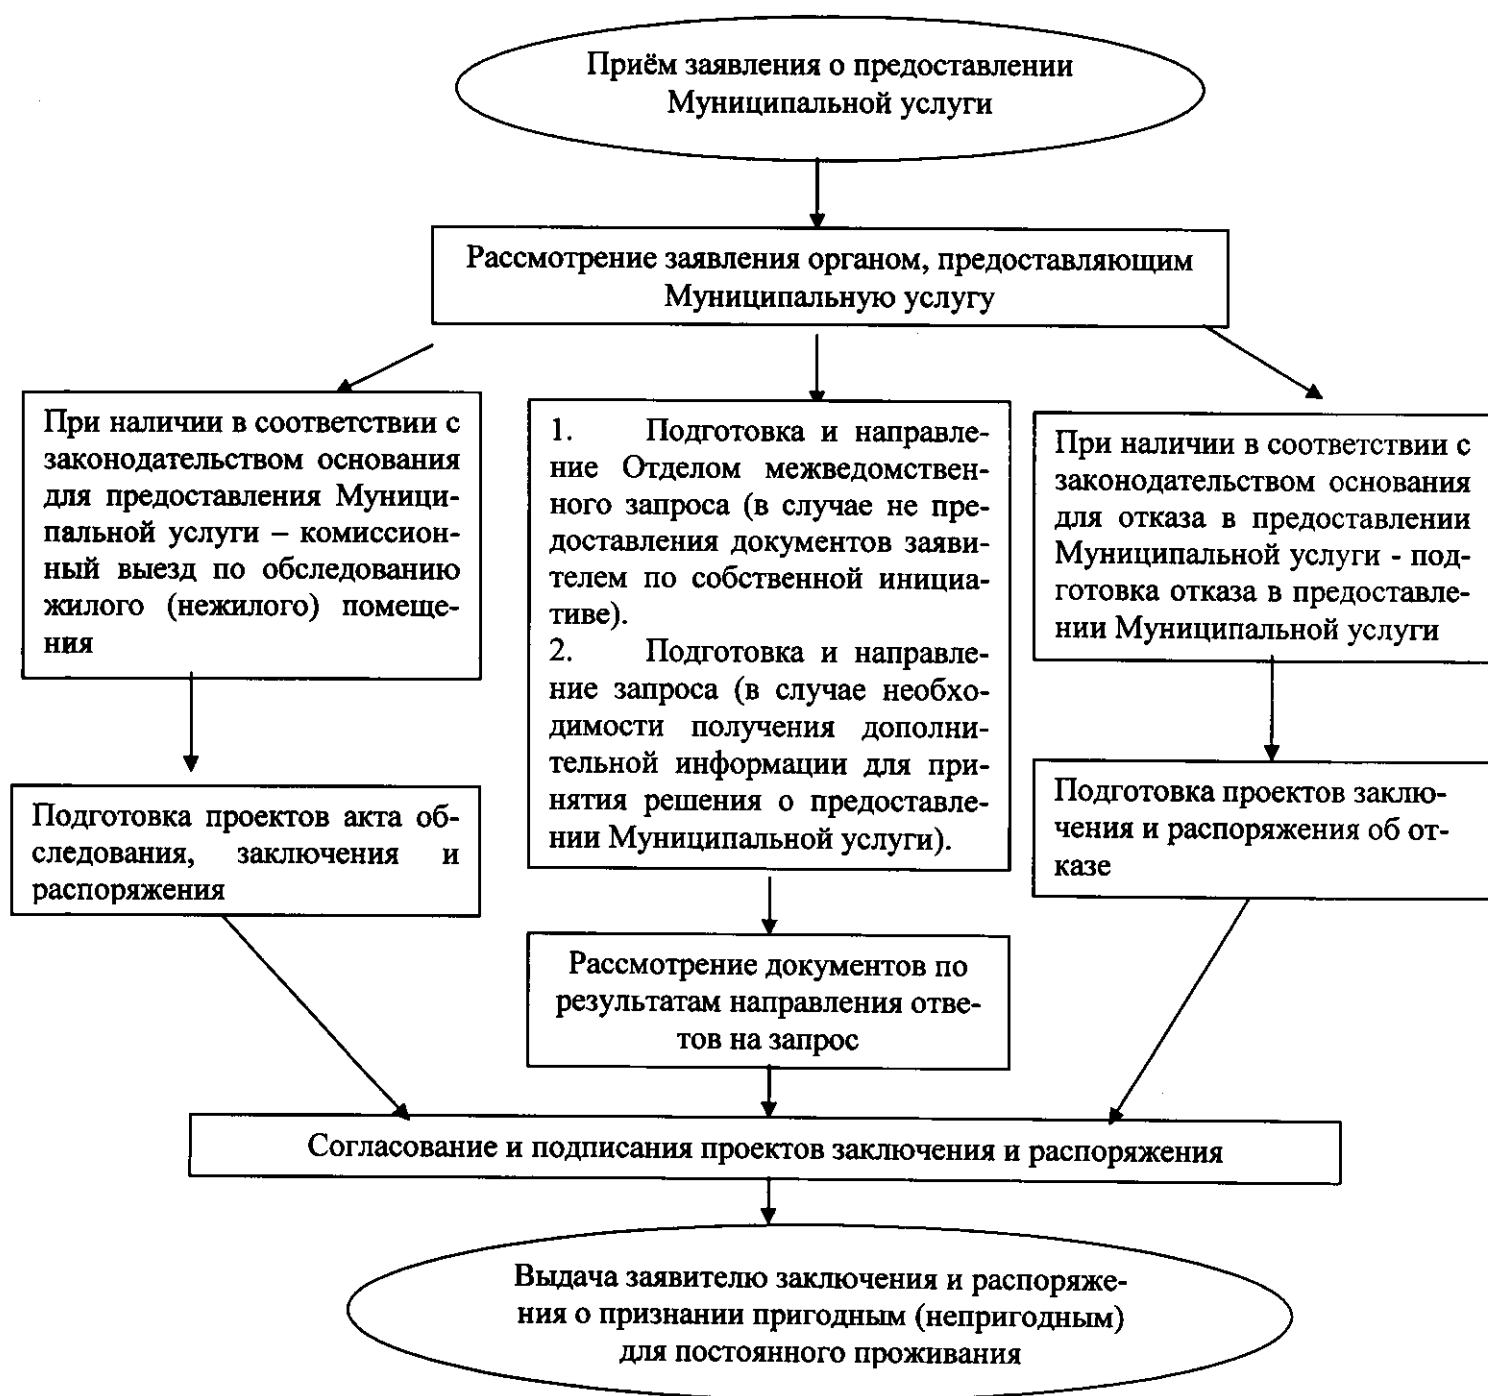 Приём заявления о предоставлении
Муниципальной услуги
Рассмотрение заявления органом, предоставляющим
Муниципальную услугу
При наличии в соответствии с
законодательством основания
для предоставления Муници-
пальной услуги – комиссион-
ный выезд по обследованию
жилого (нежилого) помеще-
ния
1. Подготовка и направле-
ние Отделом межведомствен-
ного запроса (в случае не пре-
доставления документов заяви-
телем по собственной инициа-
тиве).
2. Подготовка и направле-
ние запроса (в случае необхо-
димости получения дополни-
тельной информации для при-
нятия решения о предоставле-
нии Муниципальной услуги).
При наличии в соответствии с
законодательством основания
для отказа в предоставлении
Муниципальной услуги - под-
готовка отказа в предоставле-
нии Муниципальной услуги
Подготовка проектов акта об-
следования, заключения и
распоряжения
Подготовка проектов заклю-
чения и распоряжения об от-
казе
Рассмотрение документов по
результатам направления отве-
тов на запрос
Согласование и подписания проектов заключения и распоряжения
Выдача заявителю заключения и распоряже-
ния о признании пригодным (непригодным)
для постоянного проживания